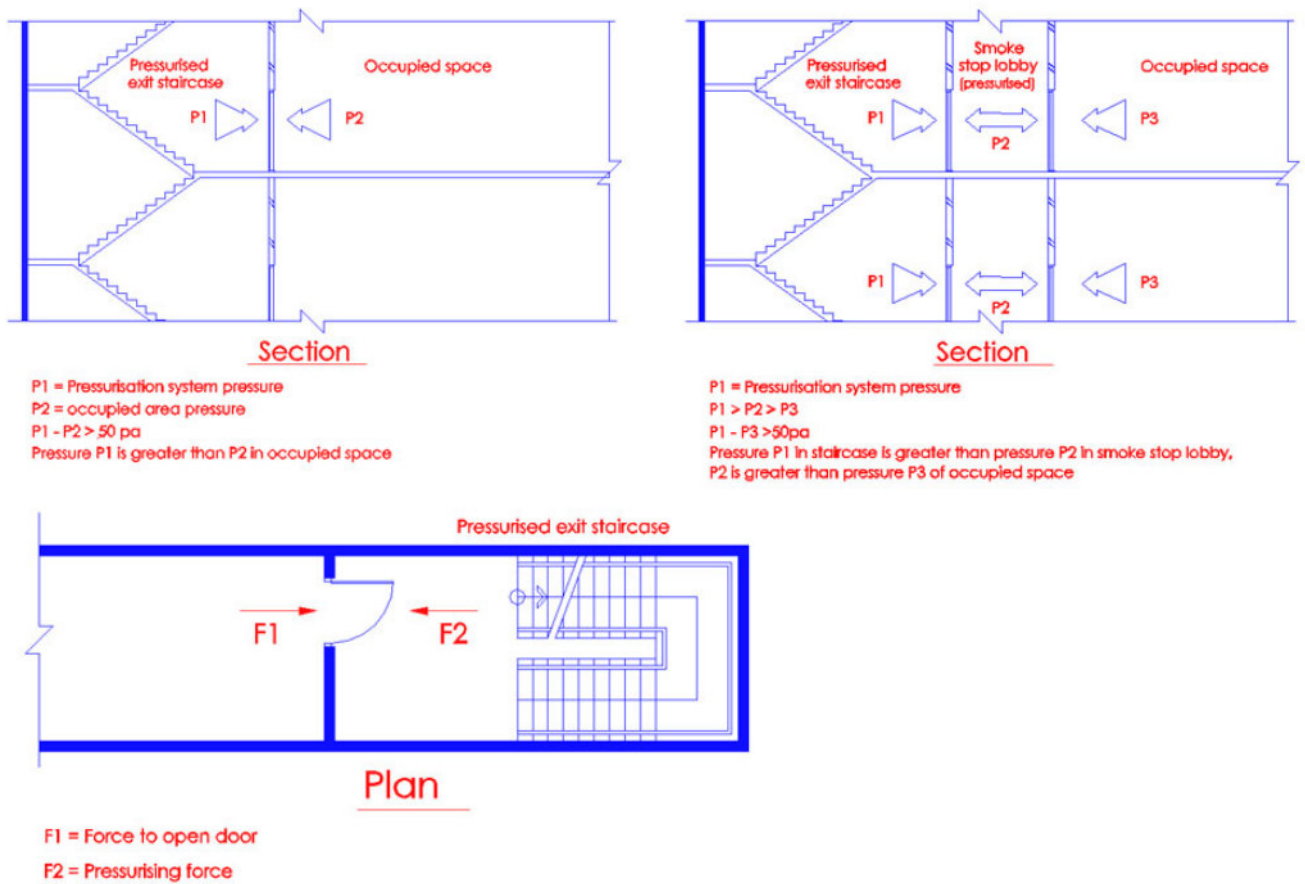 Pressurised
exit staircase
Occupied space
P1
P2
Section
P1 = Pressurisation system pressure
P2 = occupied area pressure
P1 - P2 > 50 pa
Pressure P1 is greater than P2 in occupied space
Pressurised
exit staircase
Smoke
stop lobby
(pressurised)
Occupied space
P1
P2
P3
P1
P2
P3
Section
P1 = Pressurisation system pressure
P1 > P2 > P3
P1 - P3 >50pa
Pressure P1 in staircase is greater than pressure P2 in smoke stop lobby,
P2 is greater than pressure P3 of occupied space
Pressurised exit staircase
F1
F2
Plan
F1 = Force to open door
F2 = Pressurising force